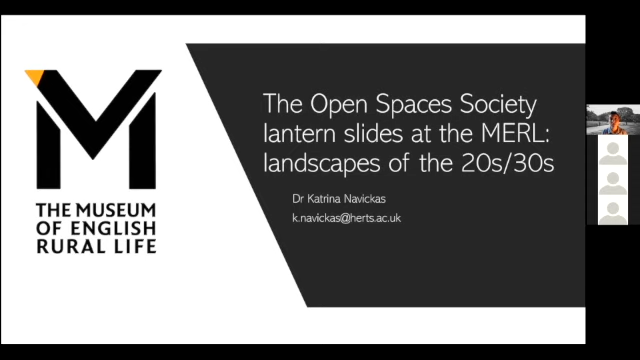 THE MUSEUM
OF ENGLISH
RURAL LIFE
The Open Spaces Society
lantern slides at the MERL:
landscapes of the 20s/30s
Dr Katrina Navickas
k.navickas@herts.ac.uk